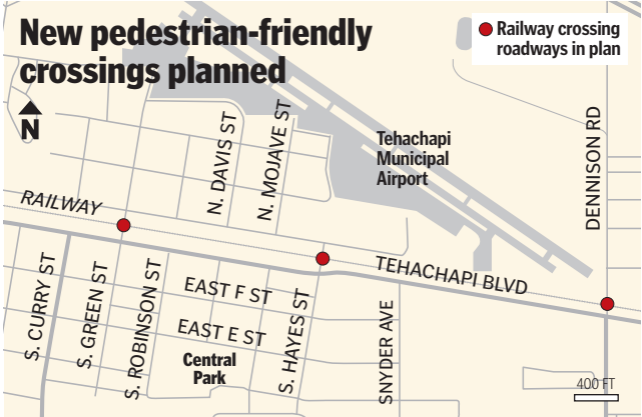 New pedestrian-friendly
crossings planned
Railway crossing
roadways in plan
N
N. DAVIS ST
N. MOJAVE ST
Tehachapi
Municipal
Airport
DENNISON RD
RAILWAY
TEHACHAPI BLVD
S. CURRY ST
S. GREEN ST
S. ROBINSON ST
EAST F ST
EAST E ST
Central
Park
S. HAYES ST
SNYDER AVE
400 FT